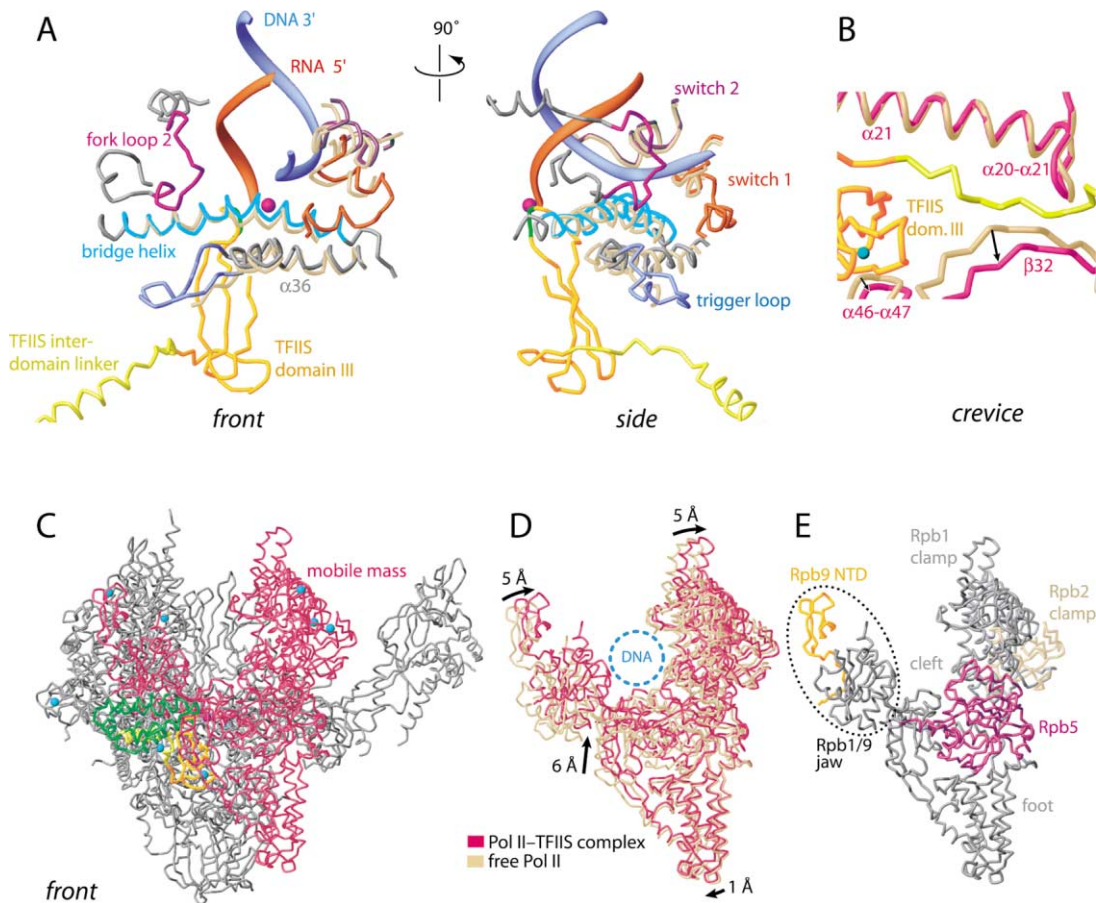 A
DNA 3'
RNA 5'
fork loop 2
bridge helix
α36
TFIIS inter-
domain linker
TFIIS
domain III
front
90°
switch 2
switch 1
trigger loop
side
B
α21
α20-α21
TFIIS
dom. III
β32
α46-α47
crevice
C
mobile mass
front
D
5 Å
5 Å
DNA
6 Å
Pol II–TFIIS complex
free Pol II
1 Å
E
Rpb1
clamp
Rpb9 NTD
Rpb2
clamp
cleft
Rpb5
Rpb1/9
jaw
foot